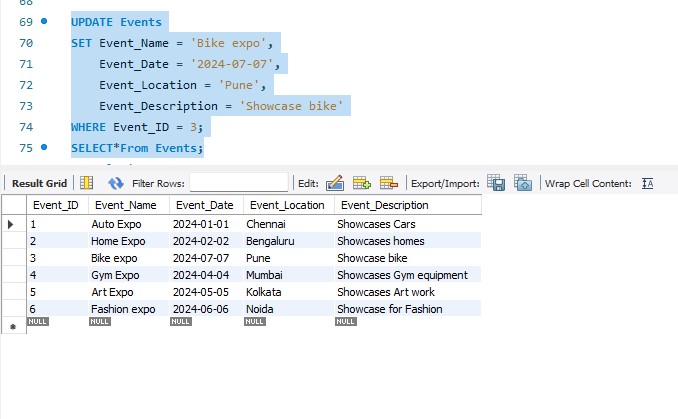 68
69 UPDATE Events
70 SET Event_Name = 'Bike expo',
71 Event_Date = '2024-07-07',
72 Event_Location = 'Pune',
73 Event_Description = 'Showcase bike'
74 WHERE Event_ID = 3;
75 SELECT*From Events;
Result Grid Filter Rows: Edit: Export/Import: Wrap Cell Content: IA
Event_ID Event_Name Event_Date Event_Location Event_Description
1 Auto Expo 2024-01-01 Chennai Showcases Cars
2 Home Expo 2024-02-02 Bengaluru Showcases homes
3 Bike expo 2024-07-07 Pune Showcase bike
4 Gym Expo 2024-04-04 Mumbai Showcases Gym equipment
5 Art Expo 2024-05-05 Kolkata Showcases Art work
6 Fashion expo 2024-06-06 Noida Showcase for Fashion
NULL NULL NULL NULL NULL